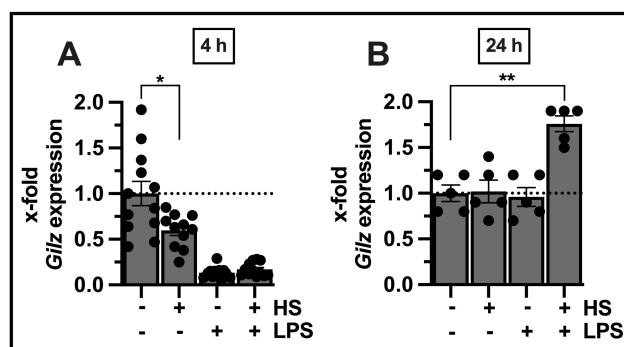 A
4 h
*
x-fold
Gilz expression
2.0
1.5
1.0
0.5
0.0
- + - + HS
- - + + LPS
B
24 h
**
x-fold
Gilz expression
2.0
1.5
1.0
0.5
0.0
- + - + HS
- - + + LPS